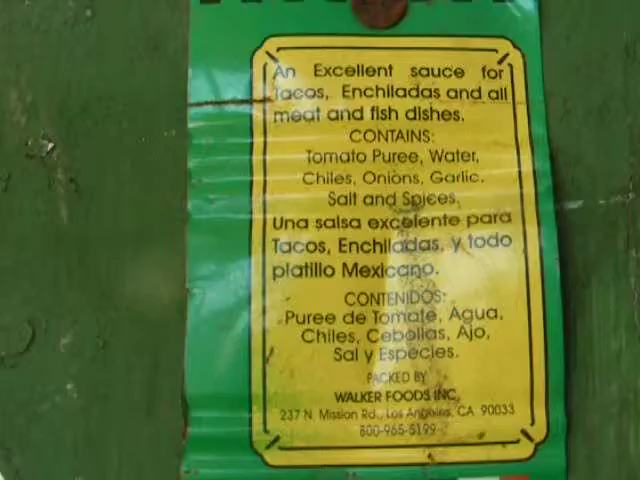 An Excellent sauce for
Tacos, Enchiladas and all
meat and fish dishes.
CONTAINS:
Tomato Puree, Water,
Chiles, Onions, Garlic.
Salt and Spices.
Una salsa excelente para
Tacos, Enchiladas, y todo
platillo Mexicano.
CONTENIDOS:
Puree de Tomate, Agua,
Chiles, Cebollas, Ajo,
Sal y Especies.
PACKED BY
WALKER FOODS INC.
237 N. Mission Rd., Los Angeles, CA 90033
800-965-5199